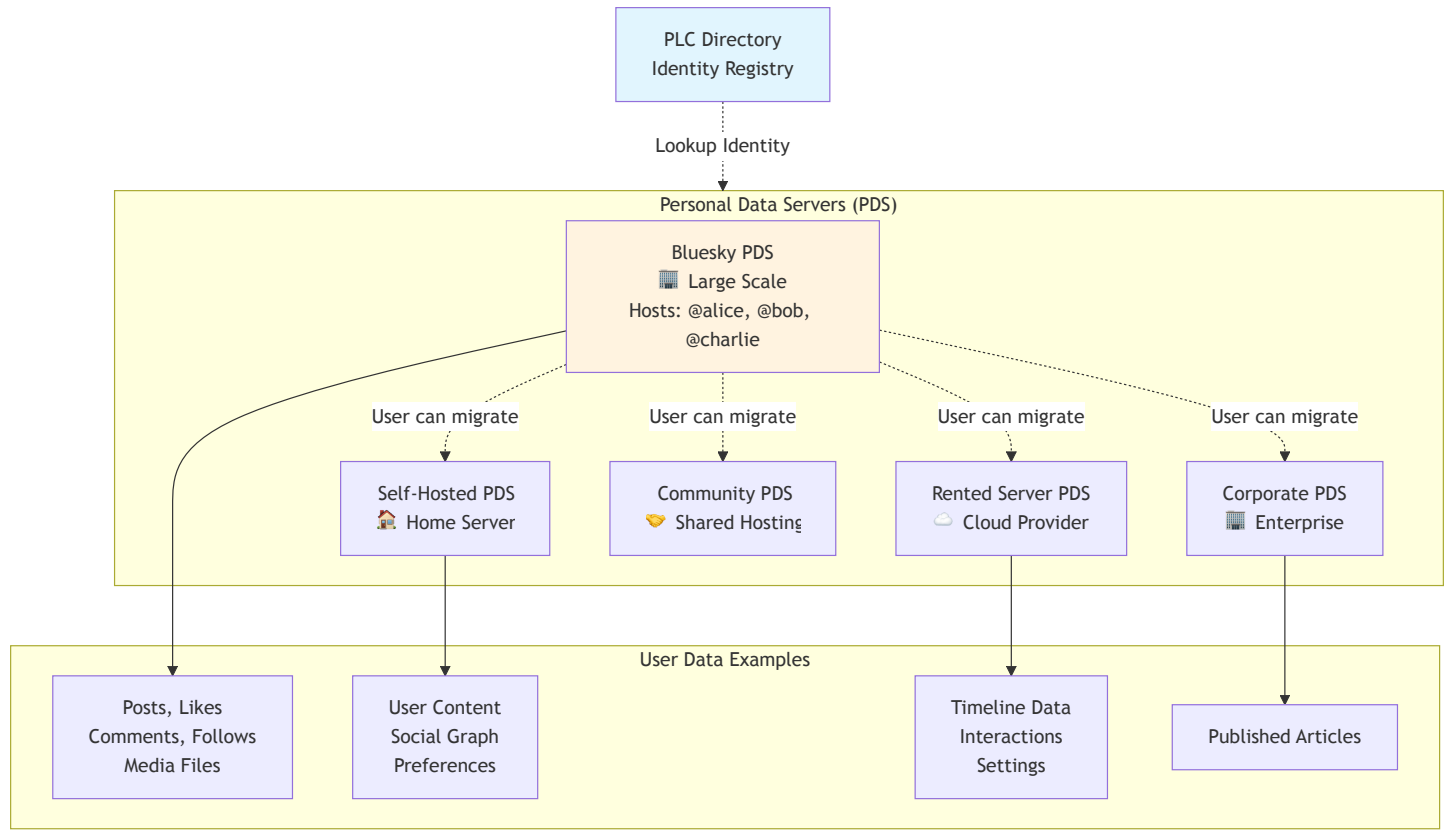 PLC Directory
Identity Registry
Lookup Identity
Personal Data Servers (PDS)
Bluesky PDS
🏢 Large Scale
Hosts: @alice, @bob,
@charlie
User can migrate
User can migrate
User can migrate
User can migrate
Self-Hosted PDS
🏠 Home Server
Community PDS
🤝 Shared Hosting
Rented Server PDS
☁️ Cloud Provider
Corporate PDS
🏢 Enterprise
User Data Examples
Posts, Likes
Comments, Follows
Media Files
User Content
Social Graph
Preferences
Timeline Data
Interactions
Settings
Published Articles